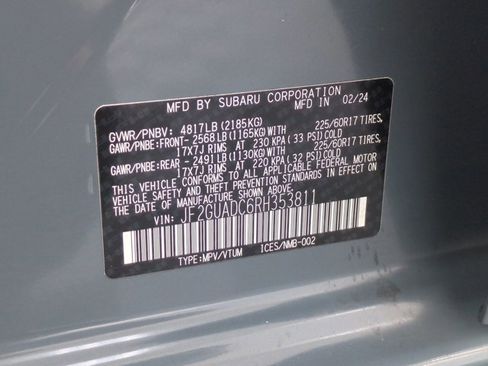 MFD BY SUBARU CORPORATION
MFD IN 02/24
GVWR/PNBV: 4817LB (2185KG)
GAWR/PNBE:FRONT- 2568LB(1165KG)WITH 225/60R17 TIRES,
17X7J RIMS AT 230 KPA (33 PSI)COLD
GAWR/PNBE:REAR - 2491LB(1130KG)WITH 225/60R17 TIRES,
17X7J RIMS AT 220 KPA (32 PSI)COLD
THIS VEHICLE CONFORMS TO ALL APPLICABLE FEDERAL MOTOR
VEHICLE SAFETY STANDARDS IN EFFECT
ON THE DATE OF MANUFACTURE SHOWN ABOVE.
VIN: JF2GUADC6RH353811
TYPE:MPV/VTUM ICES/NMB-002